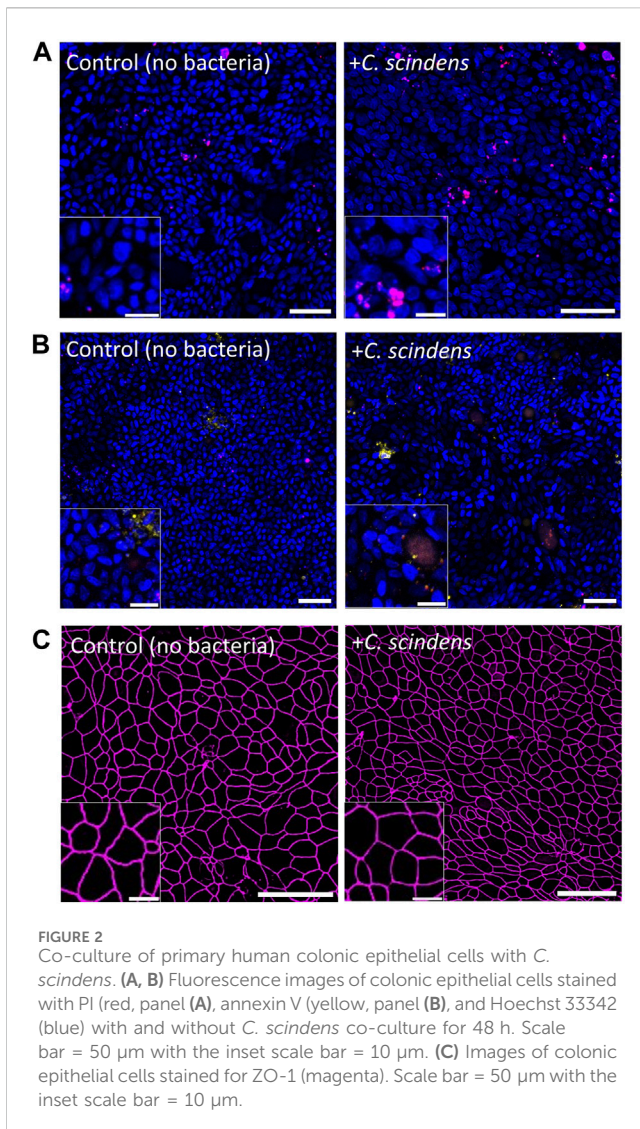 A
Control (no bacteria)
+C. scindens
B
Control (no bacteria)
+C. scindens
C
Control (no bacteria)
+C. scindens
FIGURE 2
Co-culture of primary human colonic epithelial cells with C.
scindens. (A, B) Fluorescence images of colonic epithelial cells stained
with PI (red, panel (A), annexin V (yellow, panel (B), and Hoechst 33342
(blue) with and without C. scindens co-culture for 48 h. Scale
bar = 50 μm with the inset scale bar = 10 μm. (C) Images of colonic
epithelial cells stained for ZO-1 (magenta). Scale bar = 50 μm with the
inset scale bar = 10 μm.